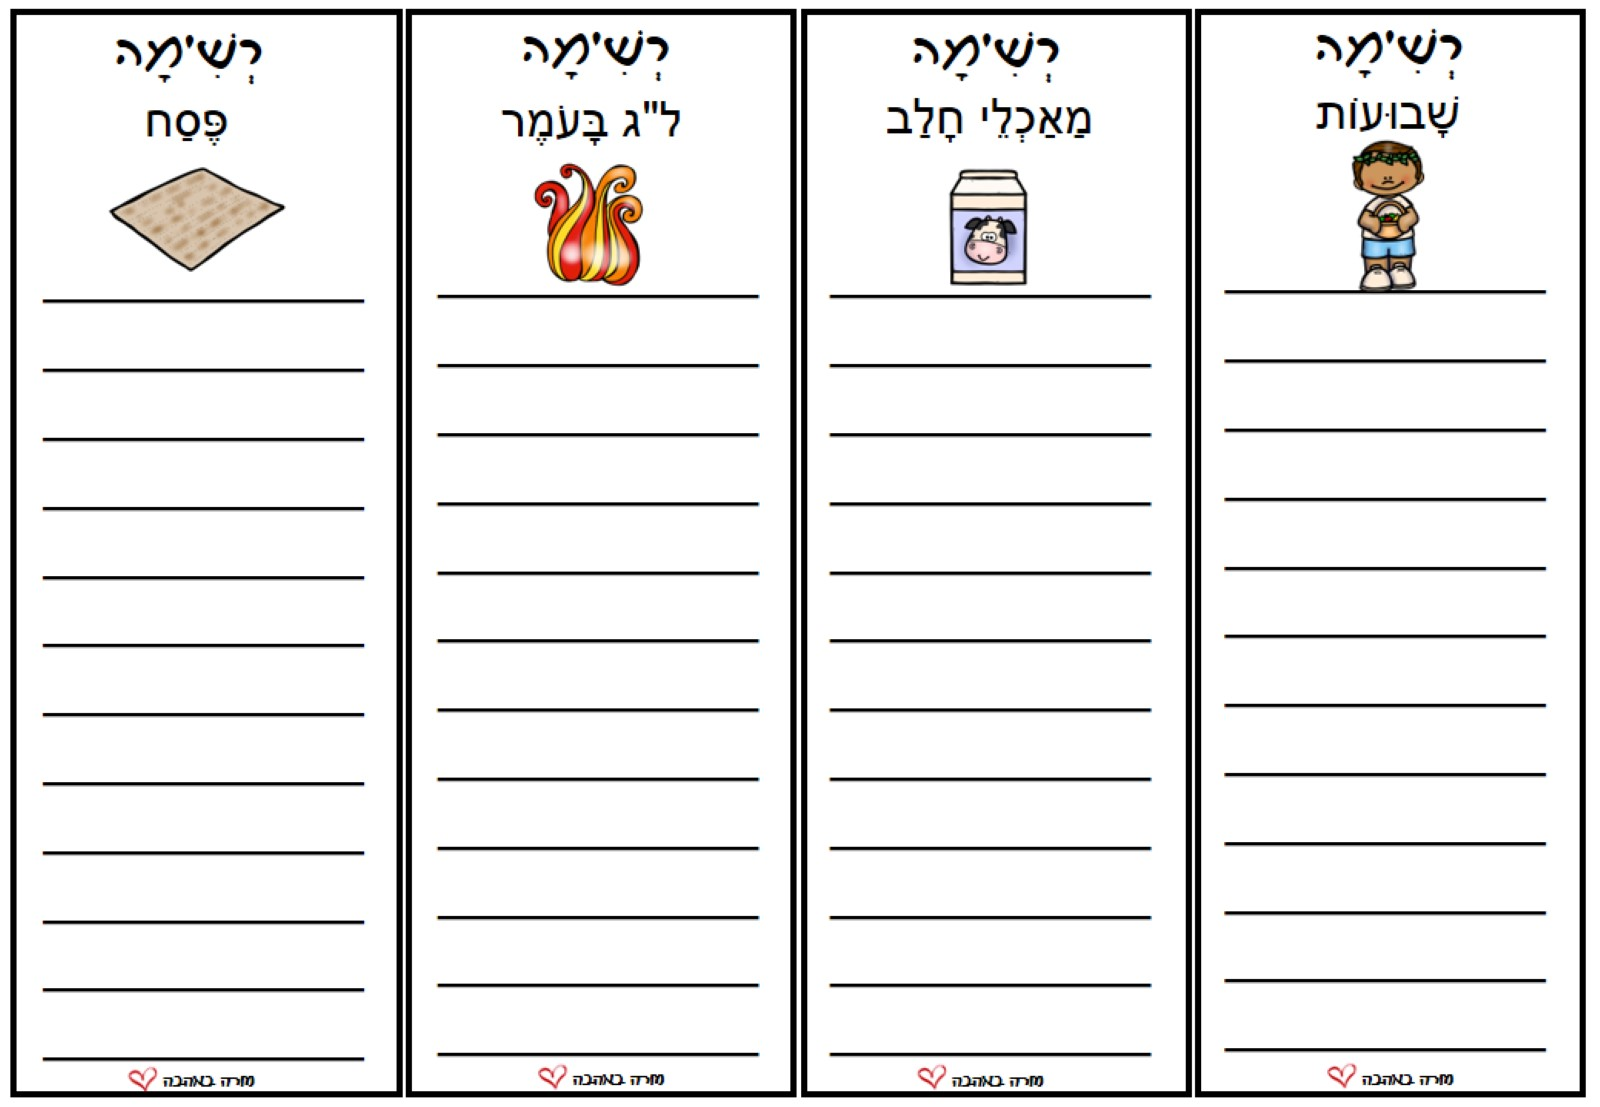 רְשִׁימָה
שָׁבוּעוֹת
מורה באהבה
רְשִׁימָה
מַאַכְלֵי חָלַב
מורה באהבה
רְשִׁימָה
ל"ג בָּעֹמֶר
מורה באהבה
רְשִׁימָה
פֶּסַח
מורה באהבה